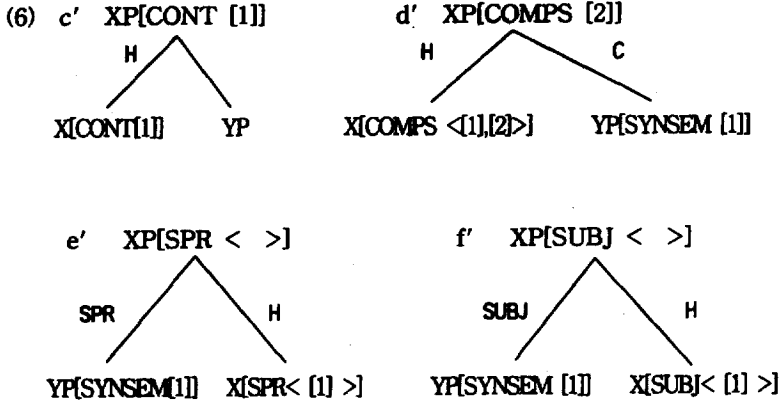 (6) c′ XP[CONT [1]] d′ XP[COMPS [2]]
H H C
X[CONT[1]] YP X[COMPS <[1],[2]>] YP[SYNSEM [1]]
e′ XP[SPR < >] f′ XP[SUBJ < >]
SPR H SUBJ H
YP[SYNSEM[1]] X[SPR< [1] >] YP[SYNSEM [1]] X[SUBJ< [1] >]